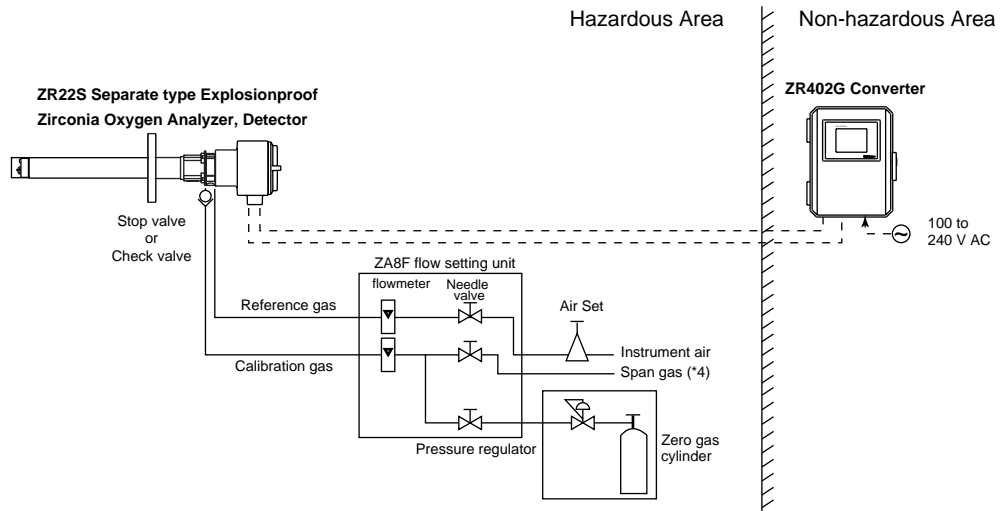 Hazardous Area
Non-hazardous Area
ZR22S Separate type Explosionproof
Zirconia Oxygen Analyzer, Detector
ZR402G Converter
Stop valve
or
Check valve
100 to
240 V AC
ZA8F flow setting unit
flowmeter
Needle
valve
Reference gas
Air Set
Calibration gas
Instrument air
Span gas (*4)
Pressure regulator
Zero gas
cylinder